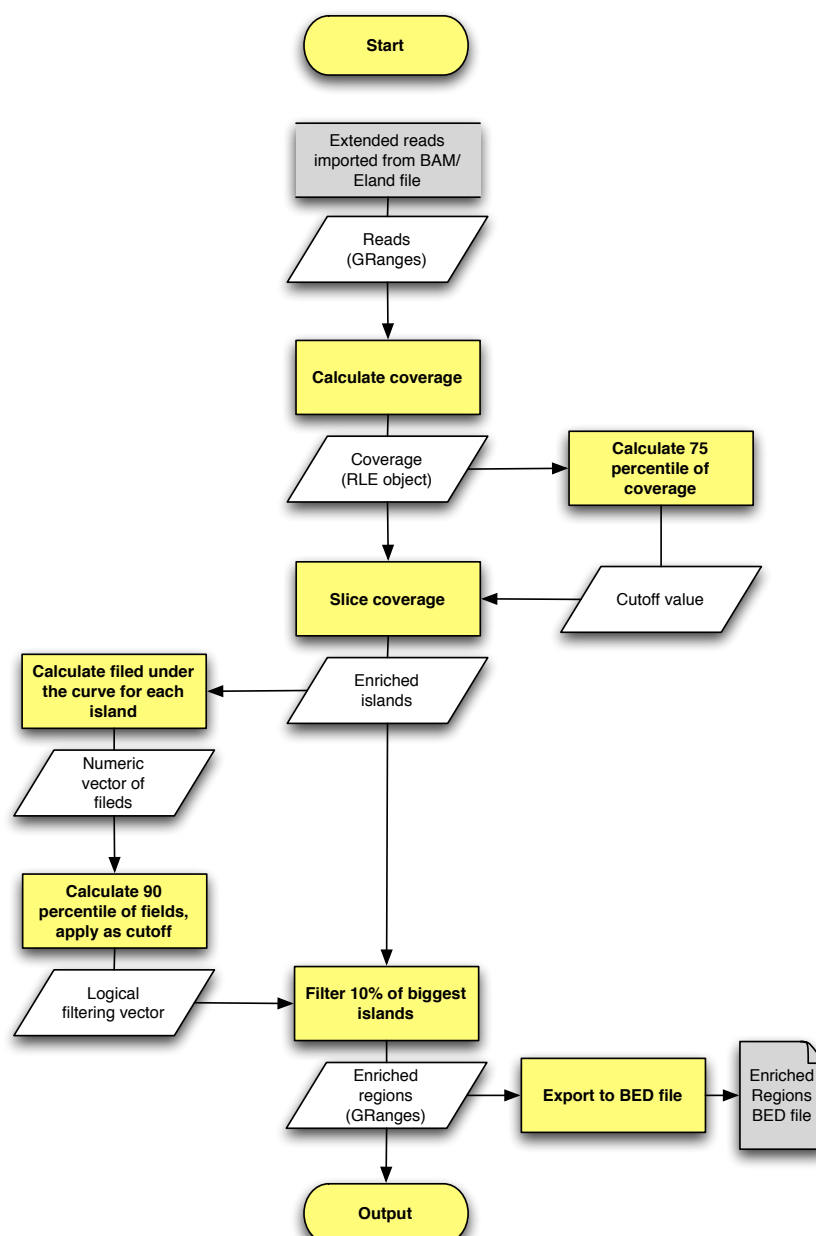 Start
Extended reads
imported from BAM/
Eland file
Reads
(GRanges)
Calculate coverage
Coverage
(RLE object)
Calculate 75
percentile of
coverage
Slice coverage
Cutoff value
Calculate filed under
the curve for each
island
Enriched
islands
Numeric
vector of
fileds
Calculate 90
percentile of fields,
apply as cutoff
Logical
filtering vector
Filter 10% of biggest
islands
Enriched
regions
(GRanges)
Export to BED file
Enriched
Regions
BED file
Output